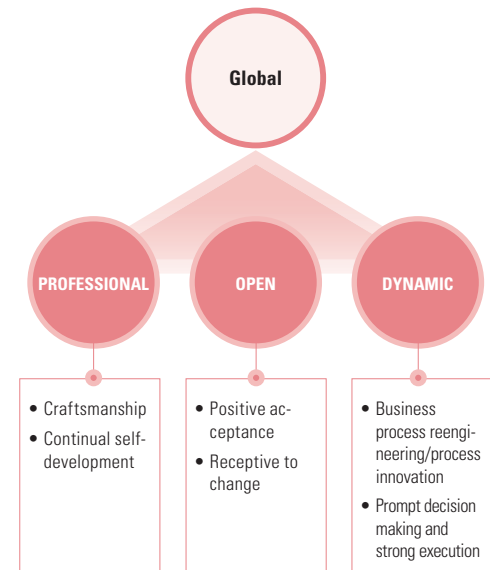 Global
PROFESSIONAL
OPEN
DYNAMIC
• Craftsmanship
• Continual self-
development
• Positive ac-
ceptance
• Receptive to
change
• Business
process reengi-
neering/process
innovation
• Prompt decision
making and
strong execution